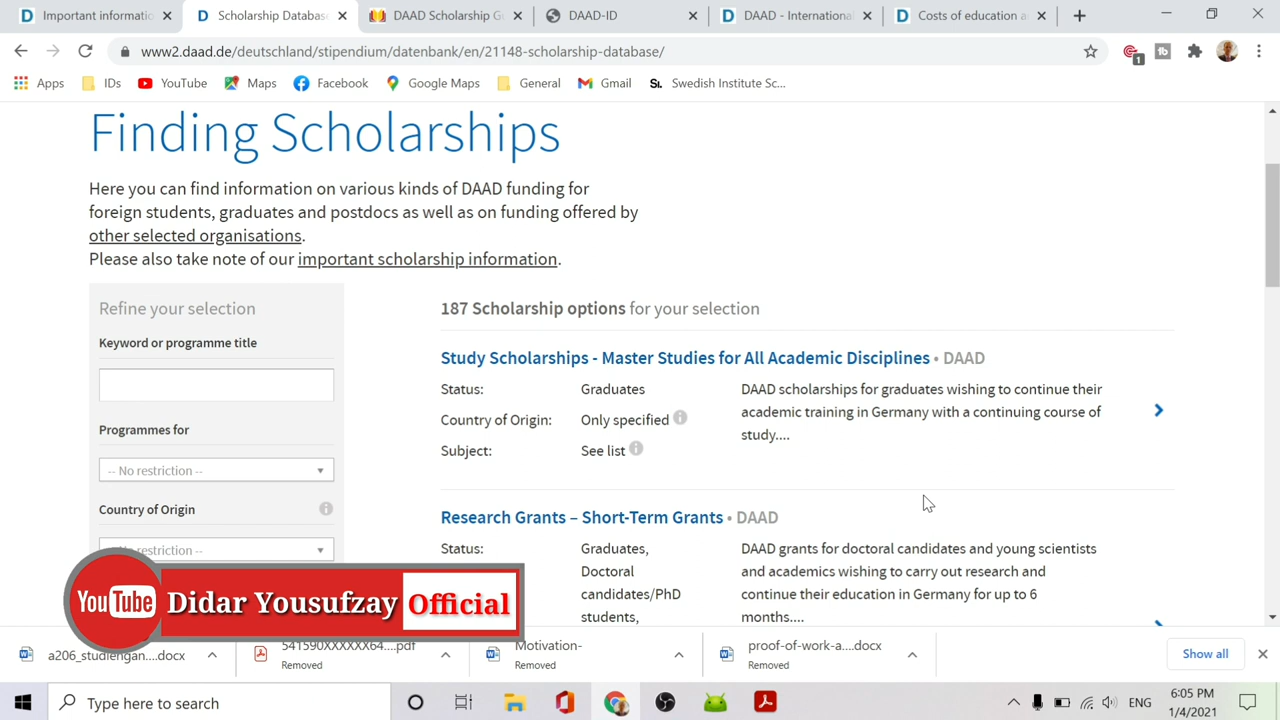 Important informati
Scholarship Database
DAAD Scholarship G
DAAD-ID
DAAD - International
Costs of education a
www2.daad.de/deutschland/stipendium/datenbank/en/21148-scholarship-database/
1
Apps
IDs
YouTube
Maps
Facebook
Google Maps
General
Gmail
Si.
Swedish Institute Sc...
Finding Scholarships
Here you can find information on various kinds of DAAD funding for
foreign students, graduates and postdocs as well as on funding offered by
other selected organisations.
Please also take note of our important scholarship information.
Refine your selection
Keyword or programme title
Programmes for
-- No restriction --
Country of Origin
No restriction --
187 Scholarship options for your selection
Study Scholarships - Master Studies for All Academic Disciplines • DAAD
Status: Graduates
Country of Origin: Only specified
Subject: See list
DAAD scholarships for graduates wishing to continue their
academic training in Germany with a continuing course of
study....
Research Grants – Short-Term Grants • DAAD
Status: Graduates,
Doctoral
candidates/PhD
students,
DAAD grants for doctoral candidates and young scientists
and academics wishing to carry out research and
continue their education in Germany for up to 6
months....
YouTube Didar Yousufzay Official
a206_studiengan....docx
541590XXXXXX64....pdf
Removed
Motivation-
Removed
proof-of-work-a....docx
Removed
Show all
Type here to search
ENG
6:05 PM
1/4/2021